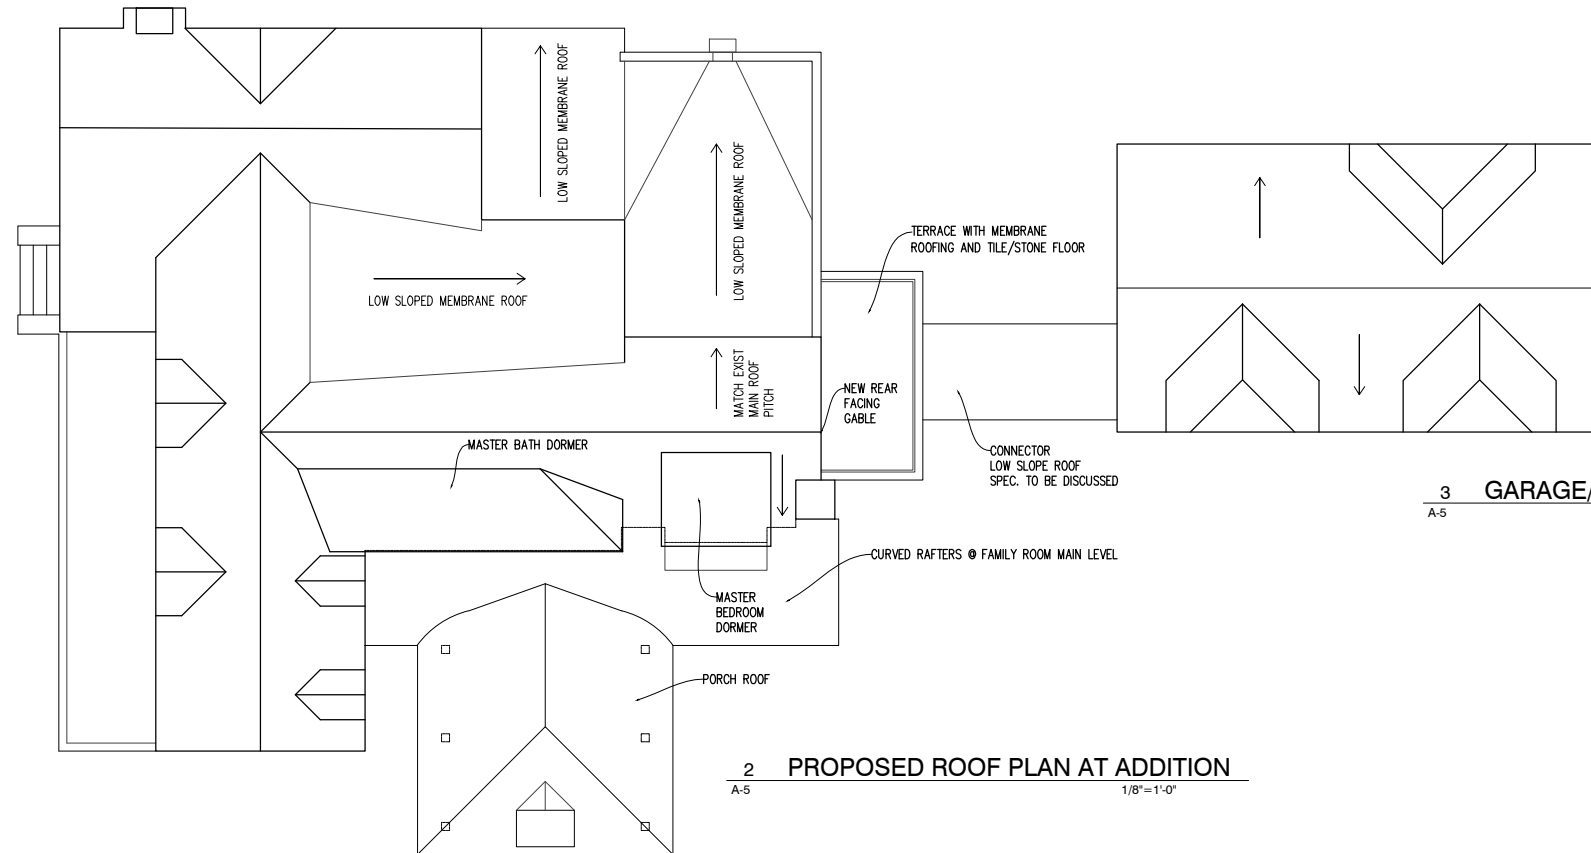 LOW SLOPED MEMBRANE ROOF
LOW SLOPED MEMBRANE ROOF
LOW SLOPED MEMBRANE ROOF
TERRACE WITH MEMBRANE
ROOFING AND TILE/STONE FLOOR
MATCH EXIST
MAIN ROOF
PITCH
NEW REAR
FACING
GABLE
MASTER BATH DORMER
CONNECTOR
LOW SLOPE ROOF
SPEC. TO BE DISCUSSED
3 GARAGE/
A-5
CURVED RAFTERS @ FAMILY ROOM MAIN LEVEL
MASTER
BEDROOM
DORMER
PORCH ROOF
2 PROPOSED ROOF PLAN AT ADDITION
A-5 1/8"=1'-0"